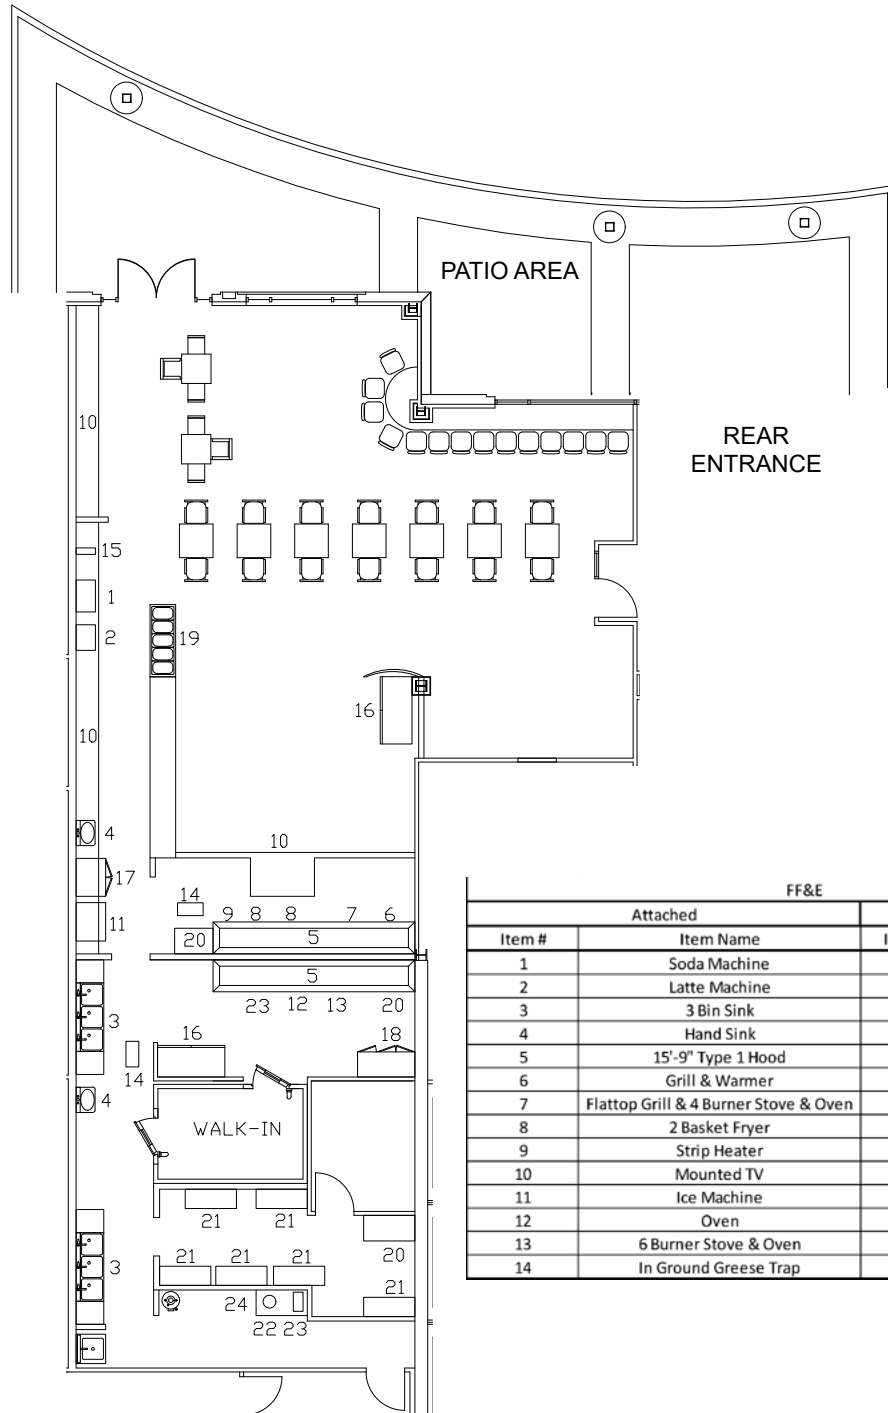 PATIO AREA
REAR
ENTRANCE
10
15
1
2
19
16
10
4
10
17
14
11
9 8 8 7 6
20
5
5
23 12 13 20
3
16
18
14
4
WALK-IN
21 21
20
3
21 21 21
21
24
22 23
FF&E
Attached
Item # Item Name
1 Soda Machine
2 Latte Machine
3 3 Bin Sink
4 Hand Sink
5 15'-9" Type 1 Hood
6 Grill & Warmer
7 Flattop Grill & 4 Burner Stove & Oven
8 2 Basket Fryer
9 Strip Heater
10 Mounted TV
11 Ice Machine
12 Oven
13 6 Burner Stove & Oven
14 In Ground Greese Trap